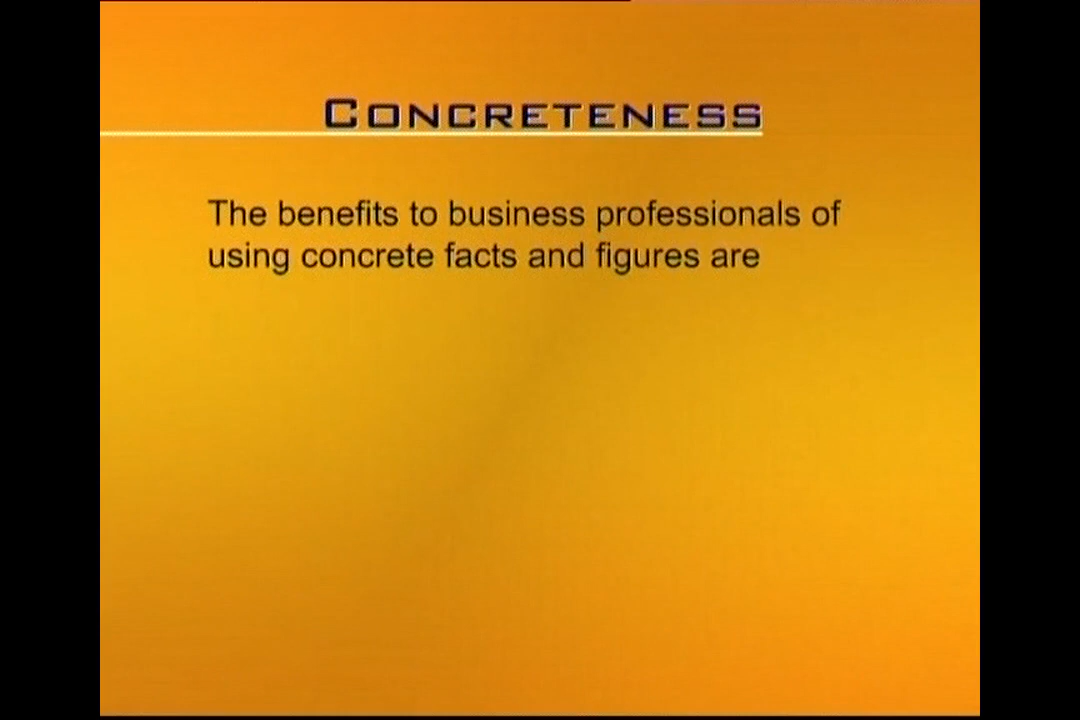 CONCRETENESS
The benefits to business professionals of
using concrete facts and figures are